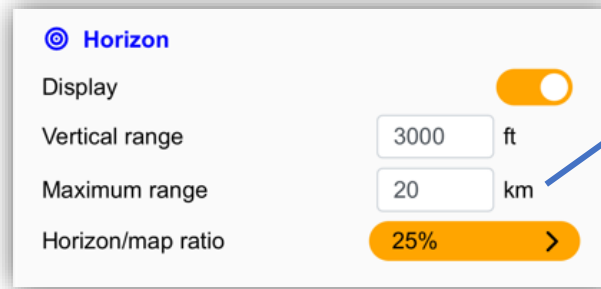 Horizon
Display
Vertical range 3000 ft
Maximum range 20 km
Horizon/map ratio 25%